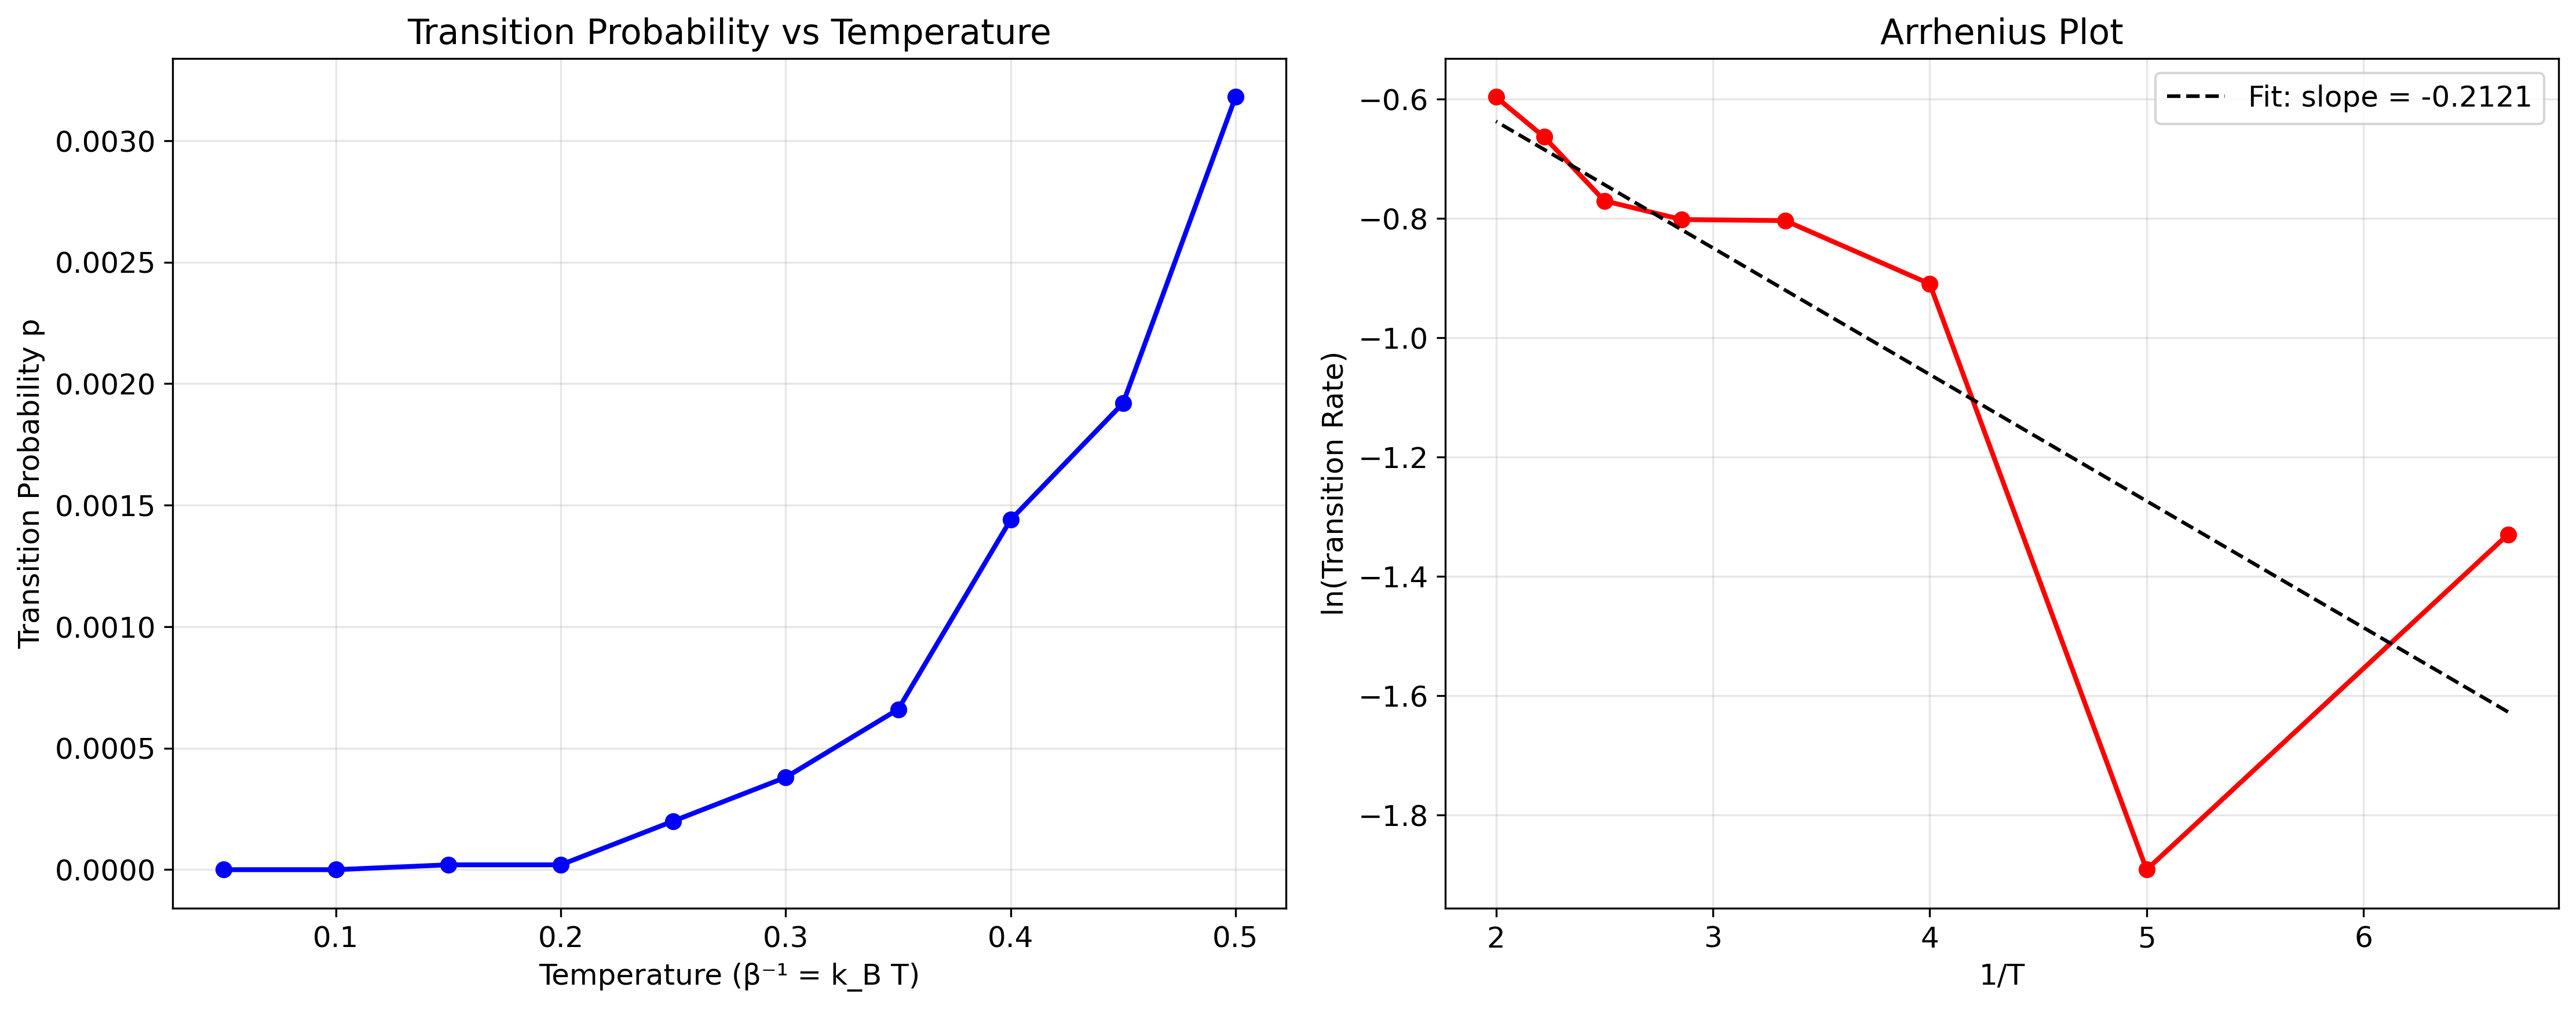 Transition Probability vs Temperature
Transition Probability p
0.0030
0.0025
0.0020
0.0015
0.0010
0.0005
0.0000
0.1 0.2 0.3 0.4 0.5
Temperature (β⁻¹ = k_B T)
Arrhenius Plot
Fit: slope = -0.2121
ln(Transition Rate)
−0.6
−0.8
−1.0
−1.2
−1.4
−1.6
−1.8
2 3 4 5 6
1/T